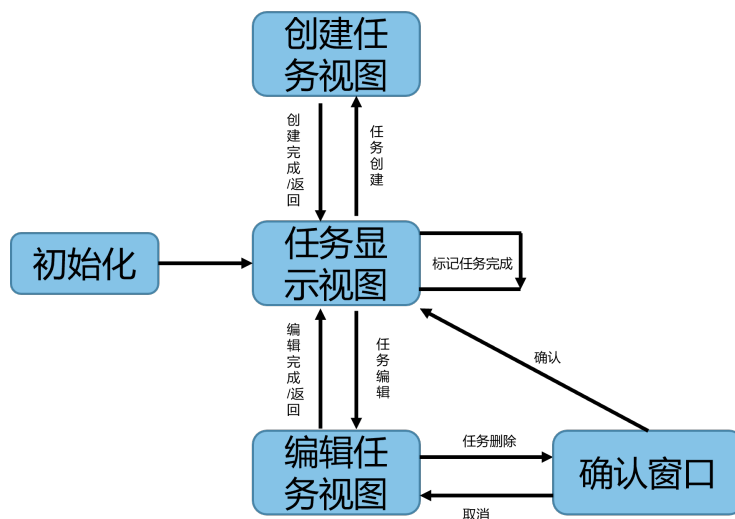 创建任
务视图
创
建
完
成
/返
回
任
务
创
建
初始化
任务显
示视图
标记任务完成
编
辑
完
成
/返
回
任
务
编
辑
确认
编辑任
务视图
任务删除
取消
确认窗口